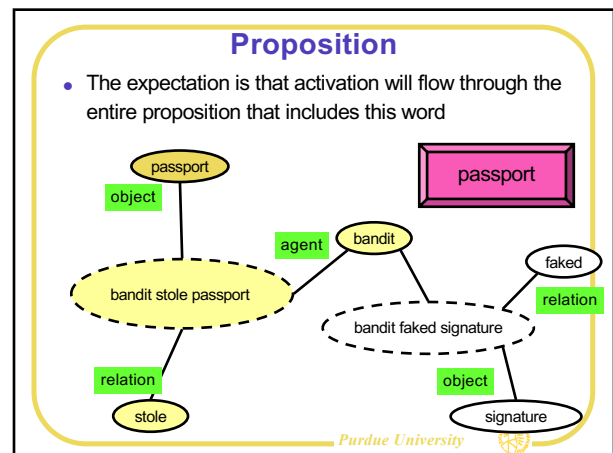 Proposition
• The expectation is that activation will flow through the
entire proposition that includes this word
passport
passport
object
agent
bandit
faked
bandit stole passport
relation
bandit faked signature
relation
object
stole
signature
Purdue University